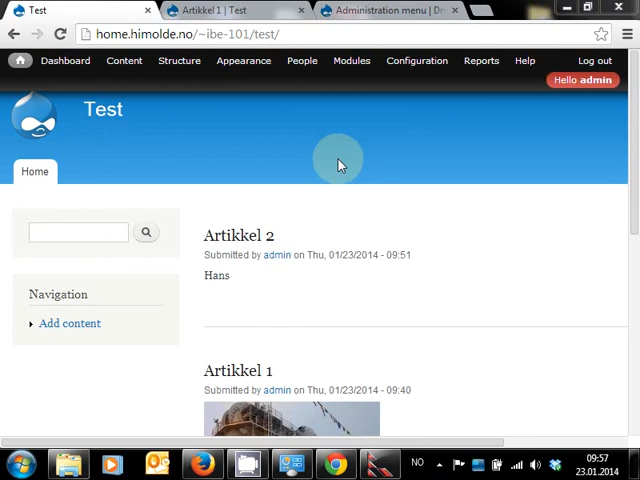 Test
Artikkel 1 | Test
Administration menu | Dr
home.himolde.no/~ibe-101/test/
Dashboard Content Structure Appearance People Modules Configuration Reports Help Log out
Hello admin
Test
Home
Artikkel 2
Submitted by admin on Thu, 01/23/2014 - 09:51
Hans
Navigation
Add content
Artikkel 1
Submitted by admin on Thu, 01/23/2014 - 09:40
NO
09:57
23.01.2014